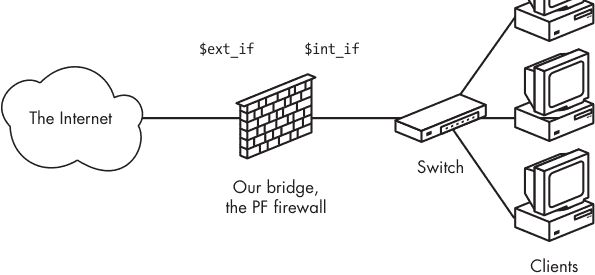 $ext_if
$int_if
The Internet
Switch
Our bridge,
the PF firewall
Clients